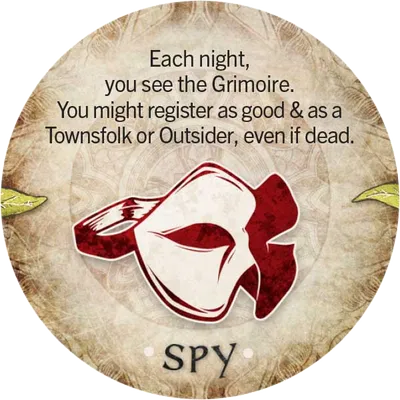 Each night,
you see the Grimoire.
You might register as good & as a
Townsfolk or Outsider, even if dead.
SPY